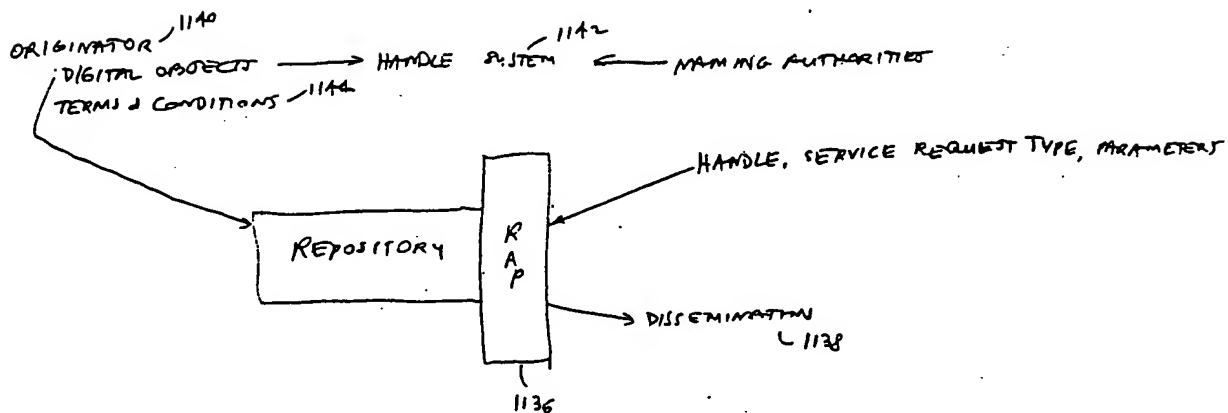 ORIGINATOR 1140
DIGITAL OBJECTS HANDLE SYSTEM 1142 NAMING AUTHORITIES
TERMS & CONDITIONS 1144
HANDLE, SERVICE REQUEST TYPE, PARAMETERS
REPOSITORY
R
A
P
DISSEMINATION
1138
1136